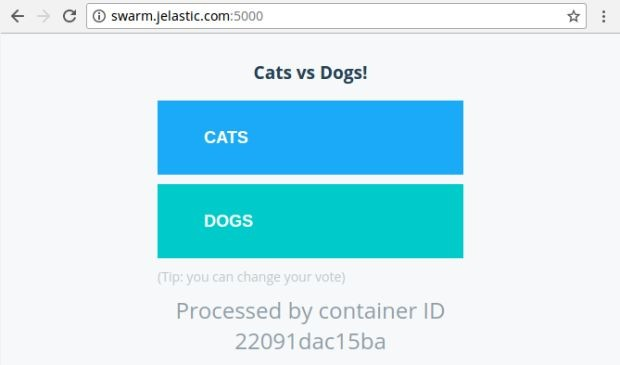 swarm.jelastic.com:5000
Cats vs Dogs!
CATS
DOGS
(Tip: you can change your vote)
Processed by container ID
22091dac15ba